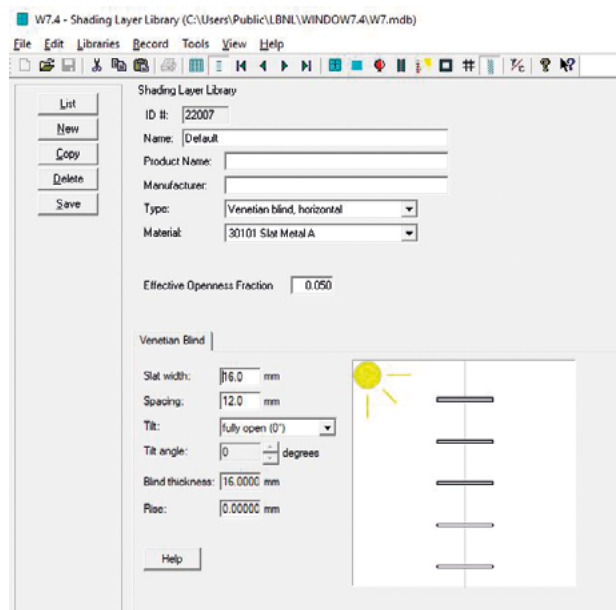 W7.4 - Shading Layer Library (C:\Users\Public\LBNL\WINDOW7.4\W7.mdb)
File Edit Libraries Record Tools View Help
List
New
Copy
Delete
Save
Shading Layer Library
ID #: 22007
Name: Default
Product Name:
Manufacturer:
Type: Venetian blind, horizontal
Material: 30101 Slat Metal A
Effective Openness Fraction 0.050
Venetian Blind
Slat width: 16.0 mm
Spacing: 12.0 mm
Tilt: fully open (0°)
Tilt angle: 0 degrees
Blind thickness: 16.0000 mm
Rise: 0.00000 mm
Help